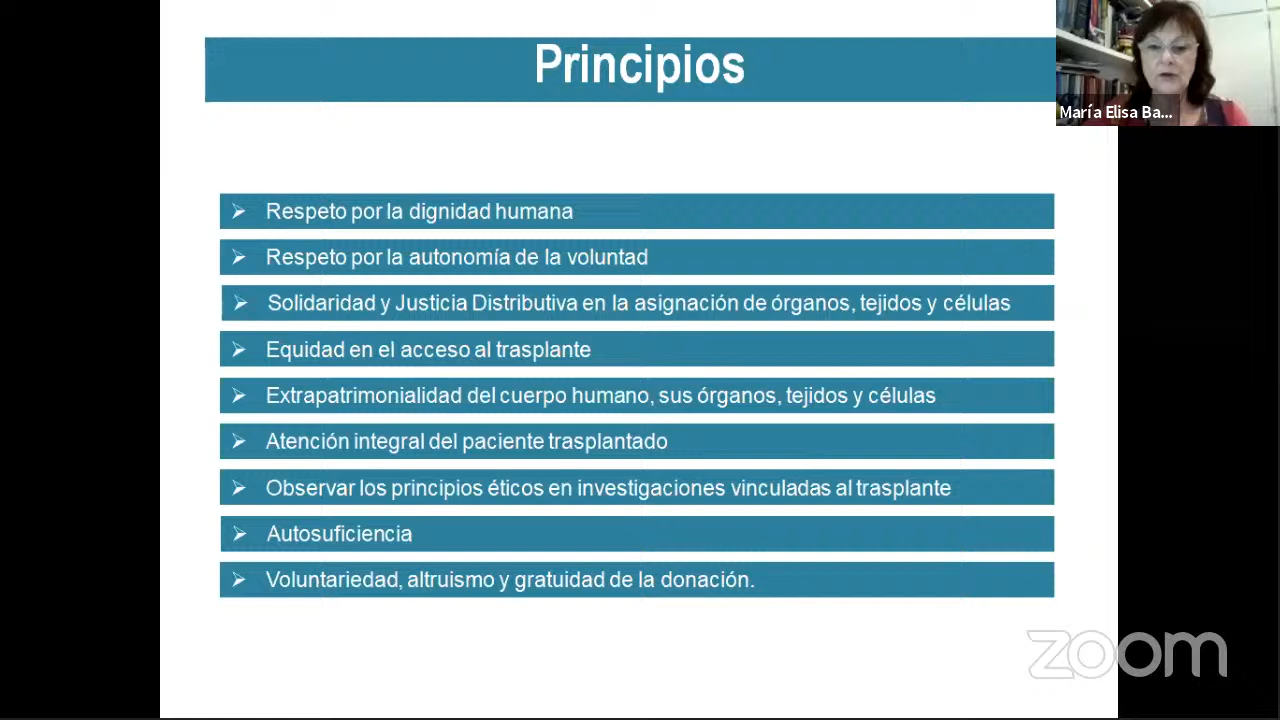 Principios
María Elisa Ba...
Respeto por la dignidad humana
Respeto por la autonomía de la voluntad
Solidaridad y Justicia Distributiva en la asignación de órganos, tejidos y células
Equidad en el acceso al trasplante
Extrapatrimonialidad del cuerpo humano, sus órganos, tejidos y células
Atención integral del paciente trasplantado
Observar los principios éticos en investigaciones vinculadas al trasplante
Autosuficiencia
Voluntariedad, altruismo y gratuidad de la donación.
zoom